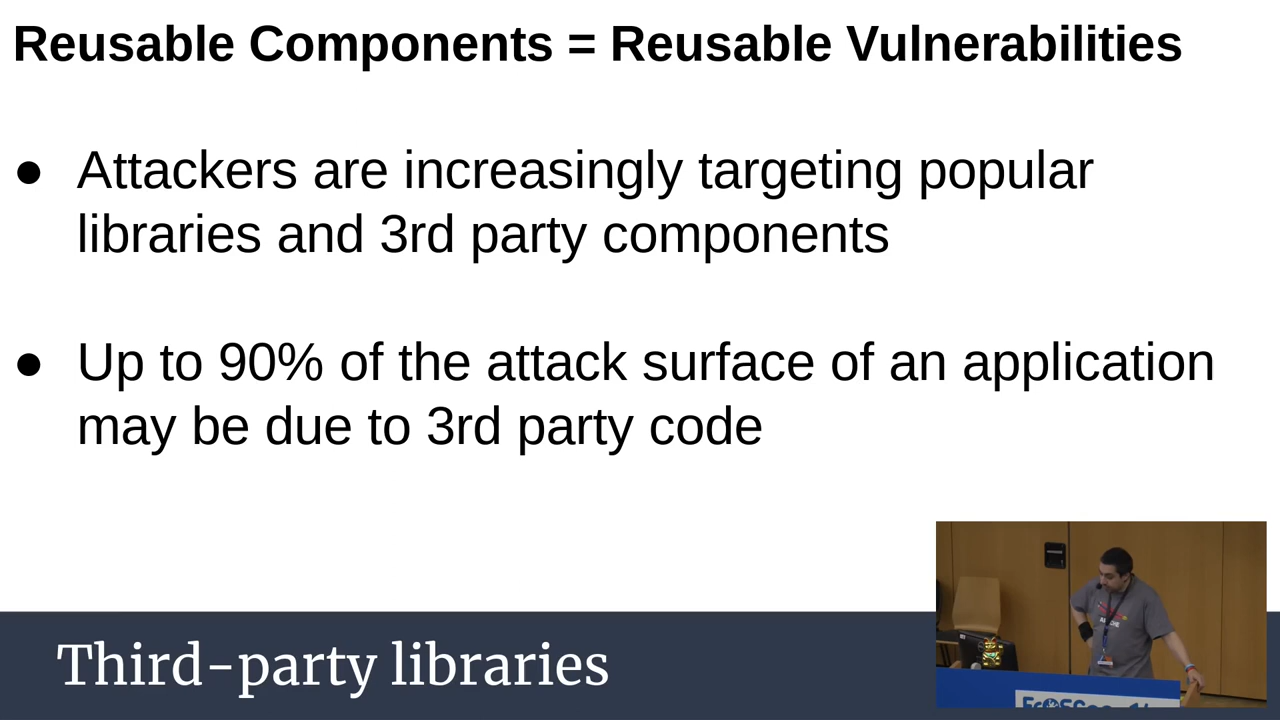 Reusable Components = Reusable Vulnerabilities
● Attackers are increasingly targeting popular
libraries and 3rd party components
● Up to 90% of the attack surface of an application
may be due to 3rd party code
Third-party libraries